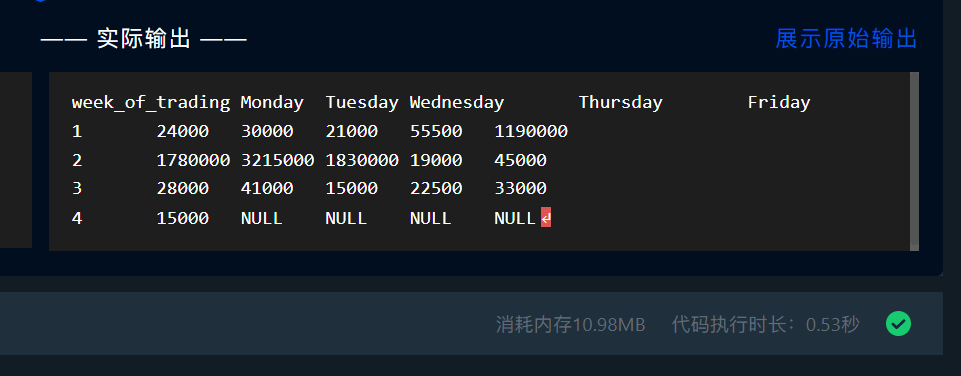 —— 实际输出 ——	展示原始输出
week_of_trading	Monday	Tuesday	Wednesday	Thursday	Friday
1	24000	30000	21000	55500	1190000
2	1780000	3215000	1830000	19000	45000
3	28000	41000	15000	22500	33000
4	15000	NULL	NULL	NULL	NULL↵
消耗内存10.98MB	代码执行时长：0.53秒